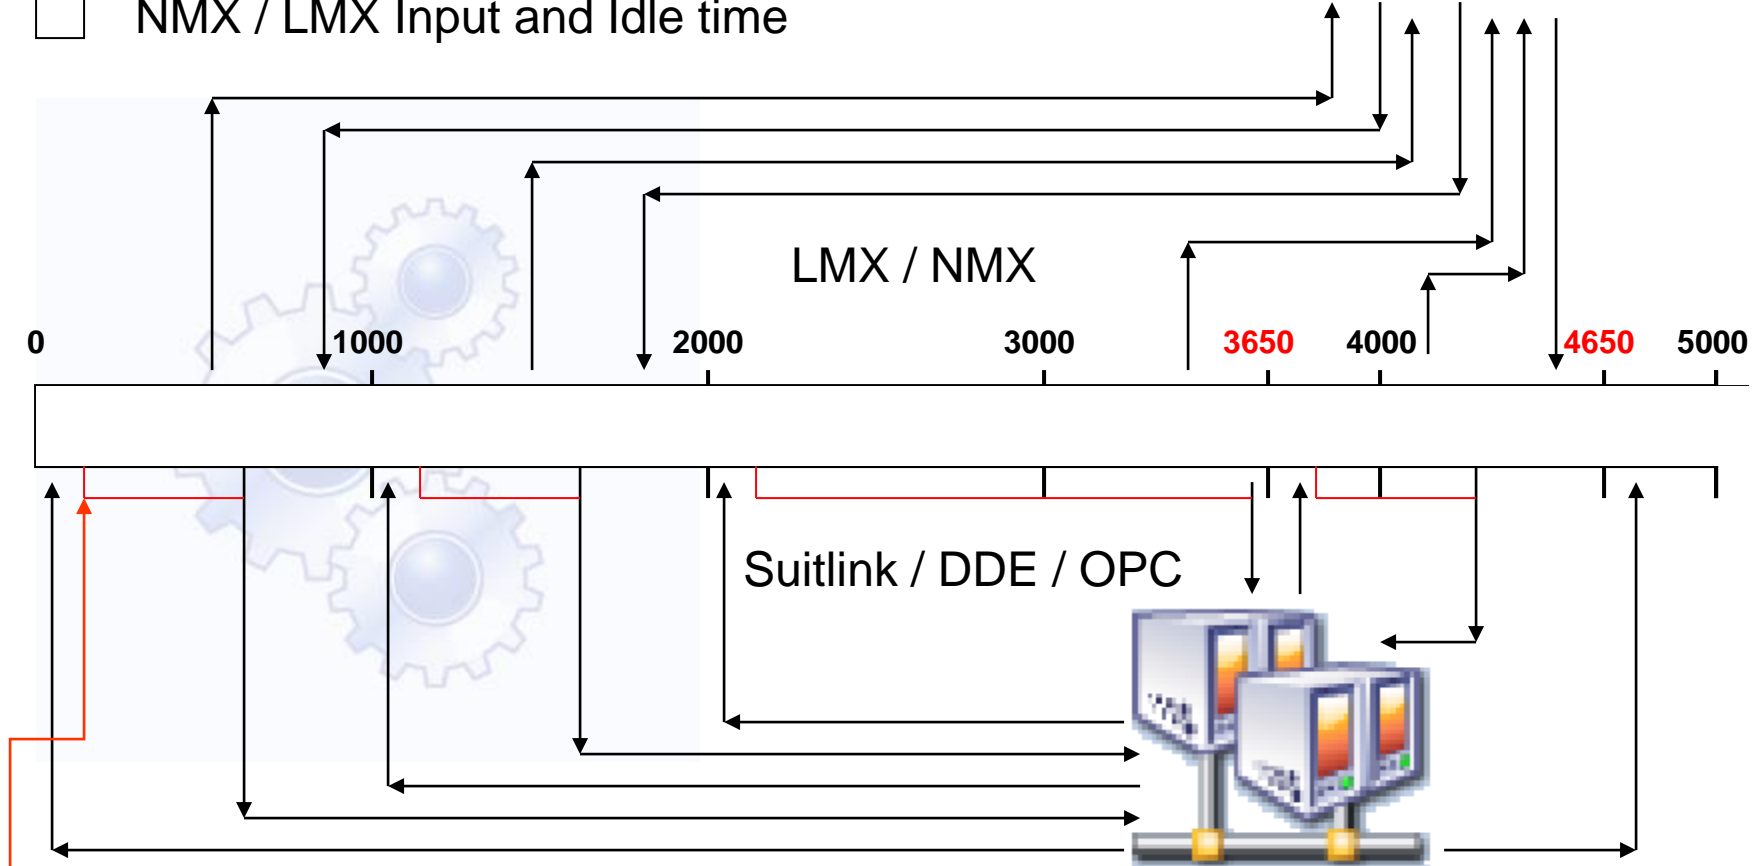 NMX / LMX Input and Idle time
LMX / NMX
0 1000 2000 3000 3650 4000 4650 5000
Suitlink / DDE / OPC